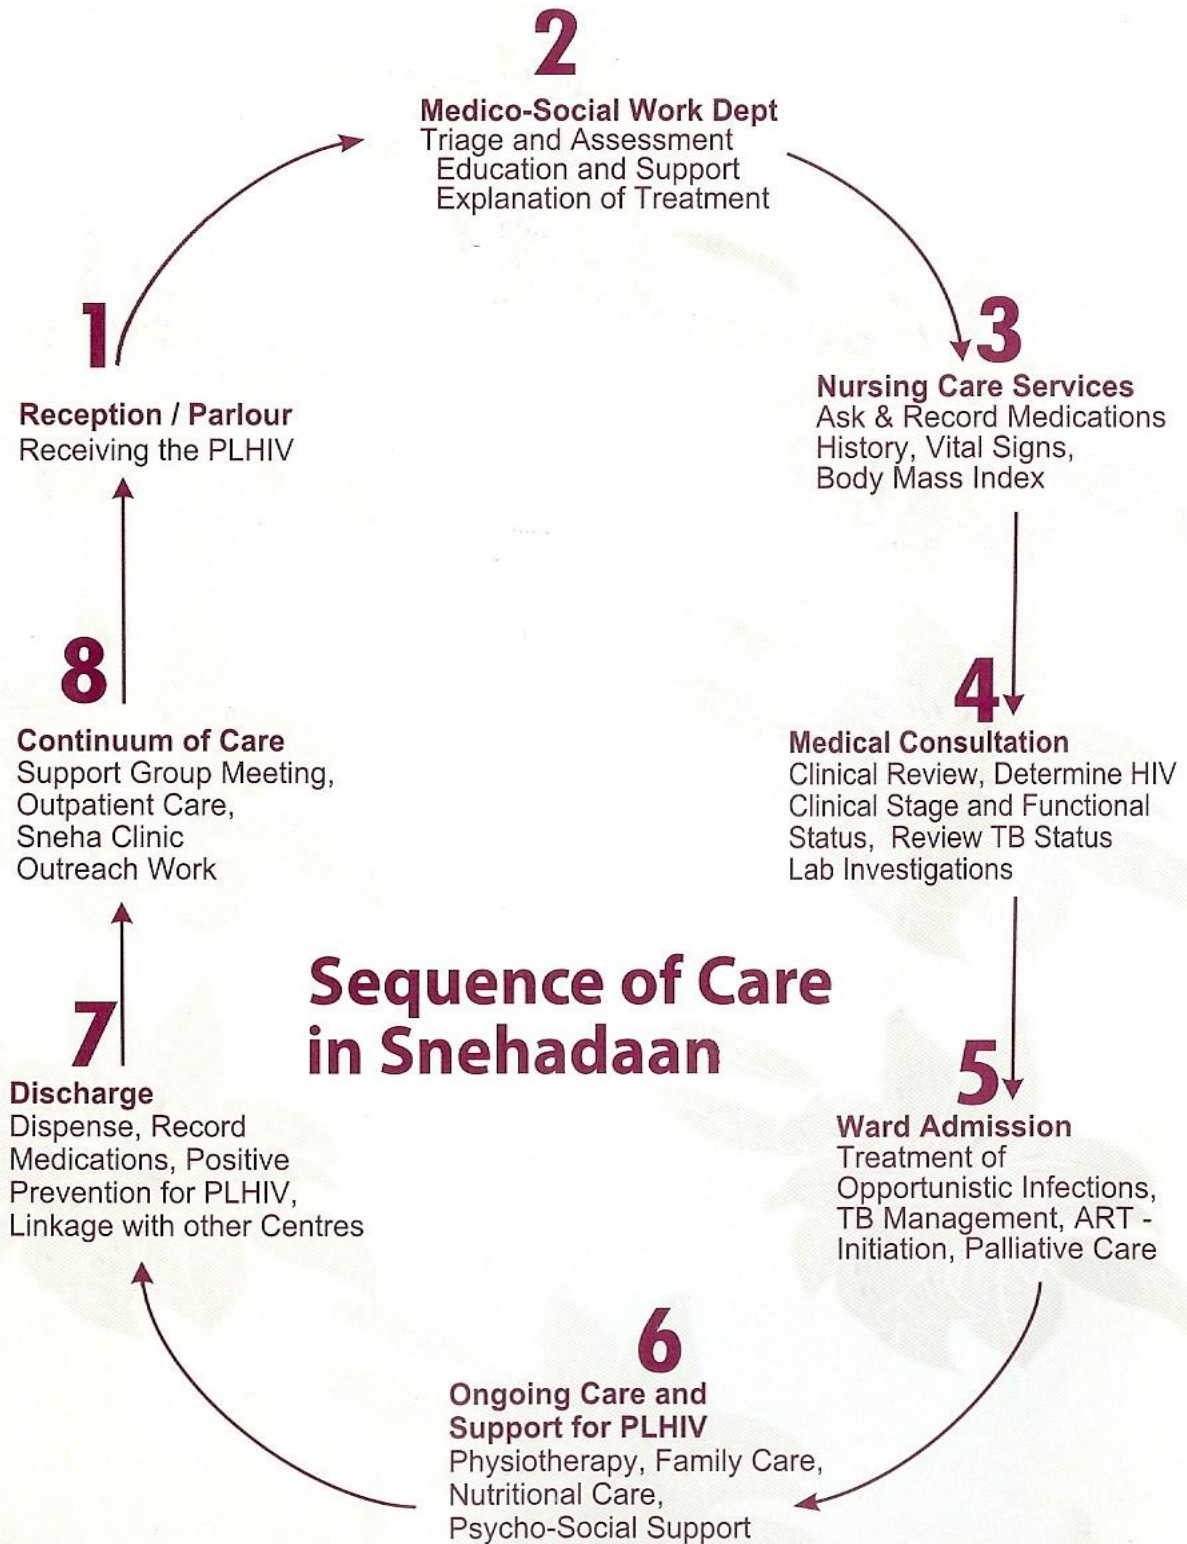 2
Medico-Social Work Dept
Triage and Assessment
Education and Support
Explanation of Treatment
1
Reception / Parlour
Receiving the PLHIV
3
Nursing Care Services
Ask & Record Medications
History, Vital Signs,
Body Mass Index
8
Continuum of Care
Support Group Meeting,
Outpatient Care,
Sneha Clinic
Outreach Work
4
Medical Consultation
Clinical Review, Determine HIV
Clinical Stage and Functional
Status, Review TB Status
Lab Investigations
Sequence of Care
in Snehadaan
7
Discharge
Dispense, Record
Medications, Positive
Prevention for PLHIV,
Linkage with other Centres
5
Ward Admission
Treatment of
Opportunistic Infections,
TB Management, ART -
Initiation, Palliative Care
6
Ongoing Care and
Support for PLHIV
Physiotherapy, Family Care,
Nutritional Care,
Psycho-Social Support